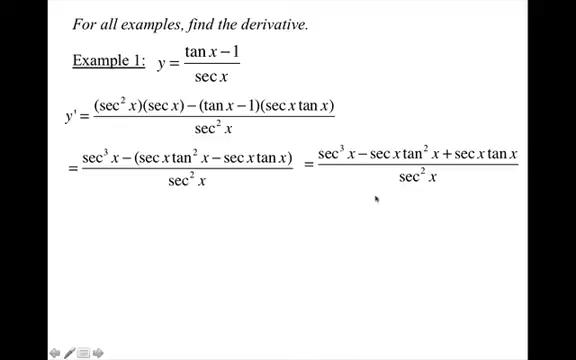 For all examples, find the derivative.
Example 1: y = (tan x − 1) / (sec x)
y' = ((sec² x)(sec x) − (tan x − 1)(sec x tan x)) / (sec² x)
= (sec³ x − (sec x tan² x − sec x tan x)) / (sec² x) = (sec³ x − sec x tan² x + sec x tan x) / (sec² x)